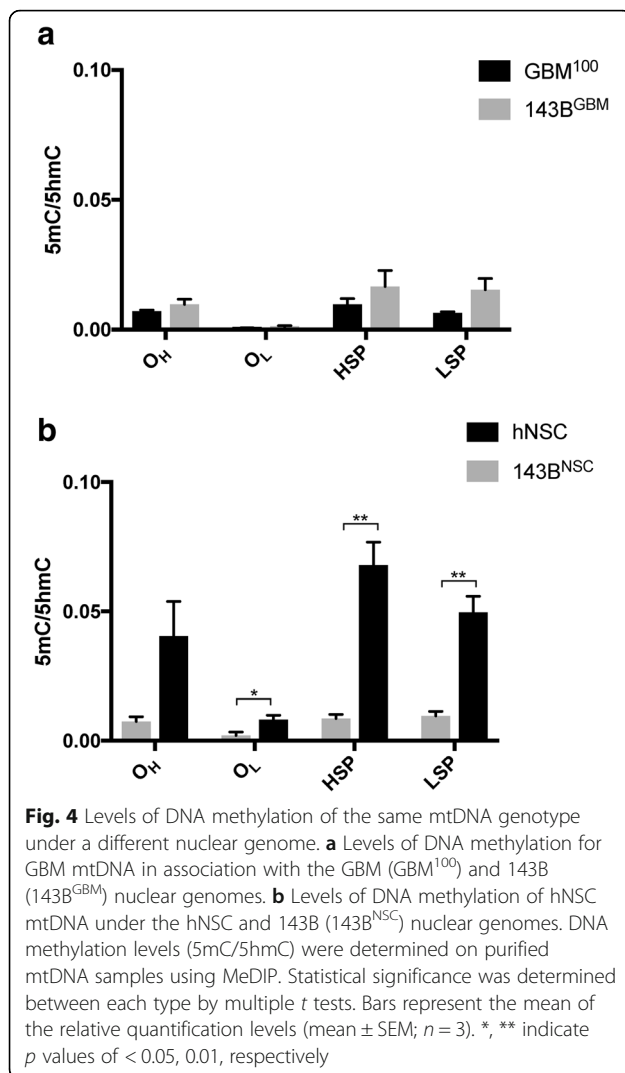 a
GBM¹⁰⁰
143Bᴳᴮᴹ
5mC/5hmC
0.10
0.05
0.00
O_H
O_L
HSP
LSP
b
hNSC
143Bᴺˢᶜ
5mC/5hmC
0.10
0.05
0.00
*
**
**
O_H
O_L
HSP
LSP
Fig. 4 Levels of DNA methylation of the same mtDNA genotype
under a different nuclear genome. a Levels of DNA methylation for
GBM mtDNA in association with the GBM (GBM¹⁰⁰) and 143B
(143Bᴳᴮᴹ) nuclear genomes. b Levels of DNA methylation of hNSC
mtDNA under the hNSC and 143B (143Bᴺˢᶜ) nuclear genomes. DNA
methylation levels (5mC/5hmC) were determined on purified
mtDNA samples using MeDIP. Statistical significance was determined
between each type by multiple t tests. Bars represent the mean of
the relative quantification levels (mean ± SEM; n = 3). *, ** indicate
p values of < 0.05, 0.01, respectively